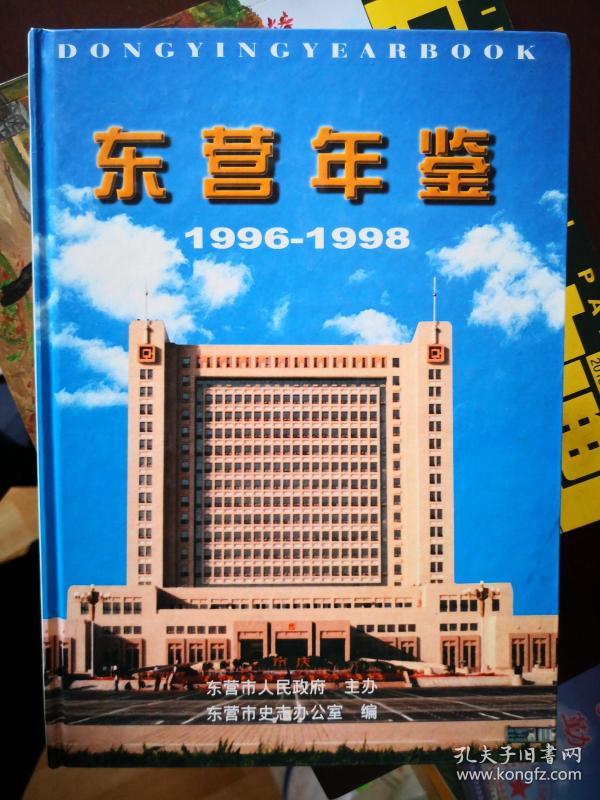 DONGYINGYEARBOOK
东营年鉴
1996-1998
东营市人民政府 主办
东营市史志办公室 编
孔夫子旧书网
www.kongfz.com